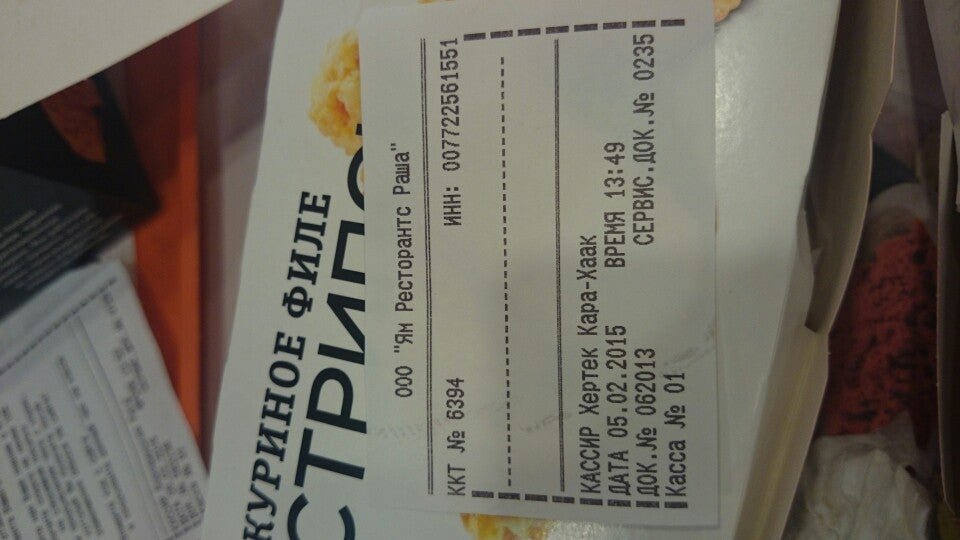 КУРИНОЕ ФИЛЕ
СТРИПС
ООО "Ям Ресторантс Раша"
ККТ № 6394 ИНН: 007722561551
КАССИР Хертек Кара-Хаак
ДАТА 05.02.2015 ВРЕМЯ 13:49
ДОК.№ 062013 СЕРВИС.ДОК.№ 0235
Касса № 01